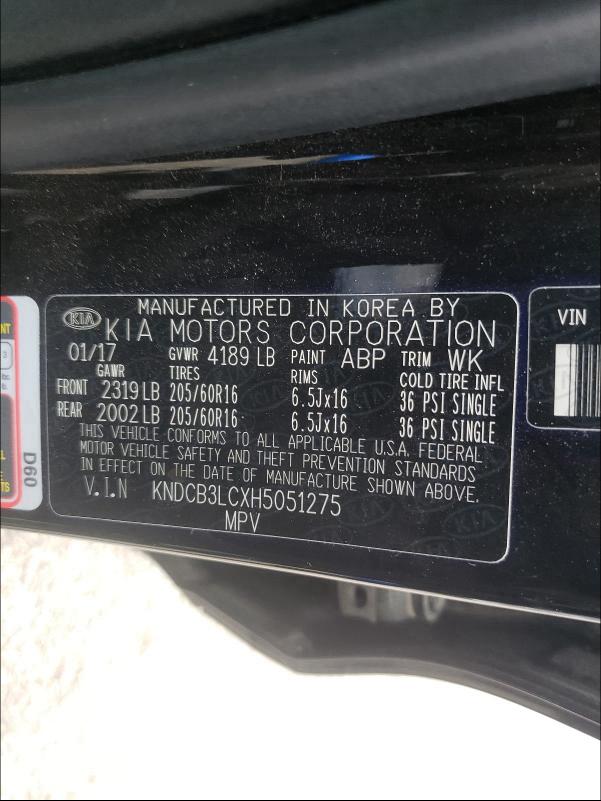 MANUFACTURED IN KOREA BY
KIA
KIA MOTORS CORPORATION
01/17 GVWR 4189 LB PAINT ABP TRIM WK
GAWR TIRES RIMS COLD TIRE INFL
FRONT 2319 LB 205/60R16 6.5Jx16 36 PSI SINGLE
REAR 2002 LB 205/60R16 6.5Jx16 36 PSI SINGLE
THIS VEHICLE CONFORMS TO ALL APPLICABLE U.S.A. FEDERAL
MOTOR VEHICLE SAFETY AND THEFT PREVENTION STANDARDS
IN EFFECT ON THE DATE OF MANUFACTURE SHOWN ABOVE.
V.I.N KNDCB3LCXH5051275
MPV
D60
VIN